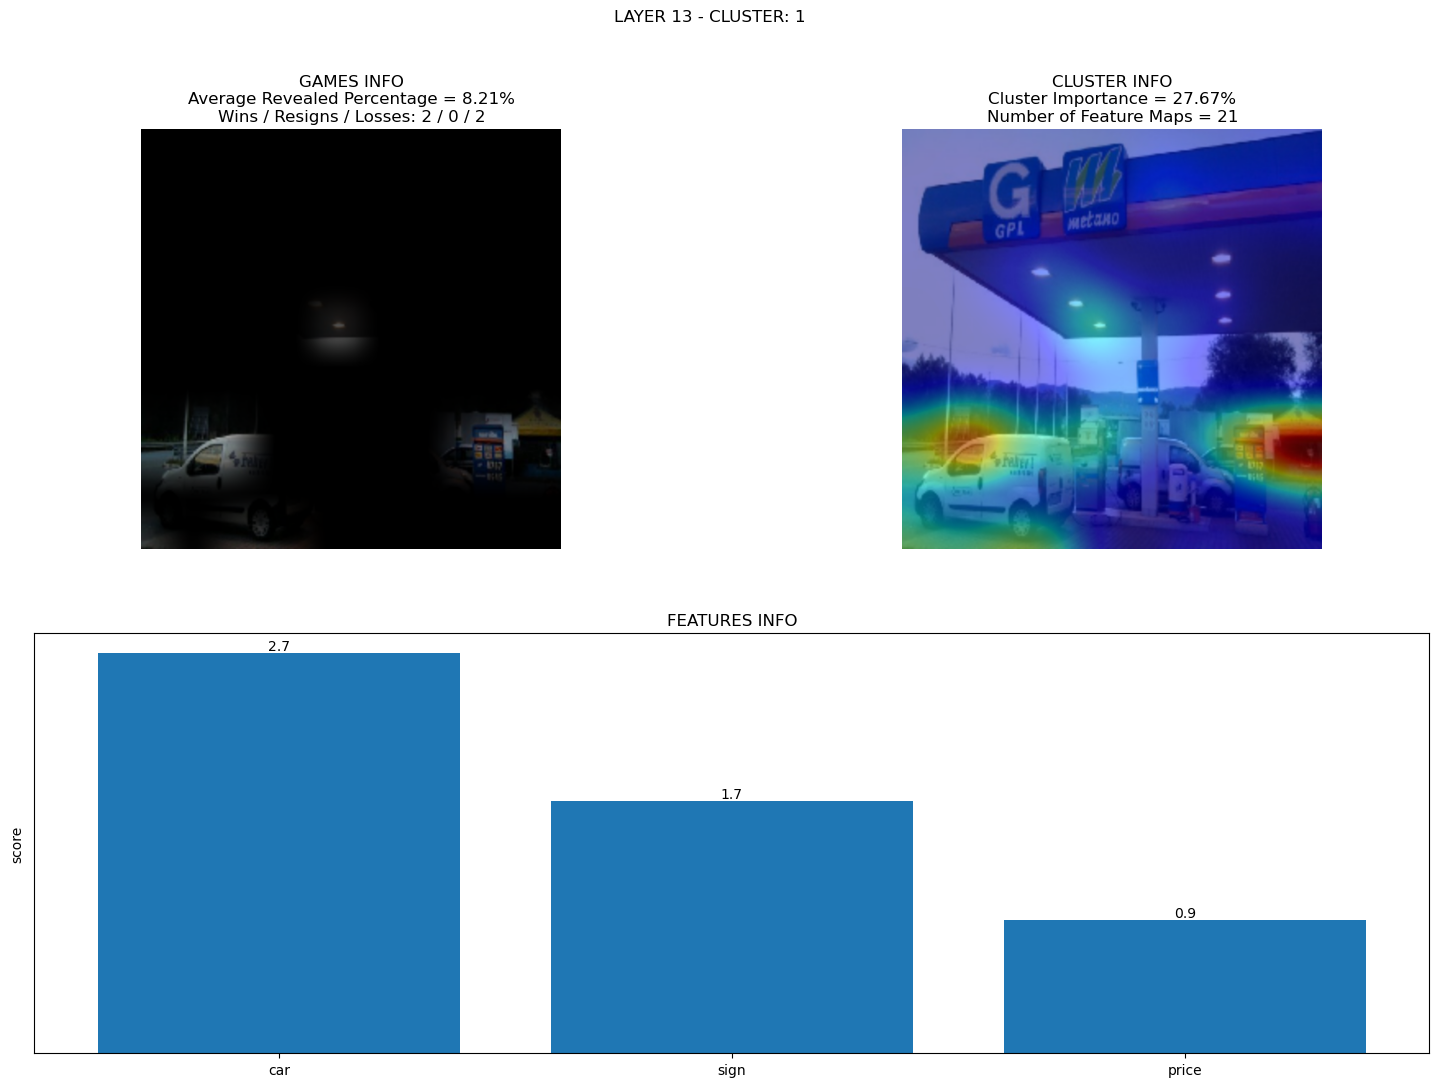 LAYER 13 - CLUSTER: 1
GAMES INFO
Average Revealed Percentage = 8.21%
Wins / Resigns / Losses: 2 / 0 / 2
CLUSTER INFO
Cluster Importance = 27.67%
Number of Feature Maps = 21
G
GPL
metano
FEATURES INFO
score
2.7
1.7
0.9
car
sign
price